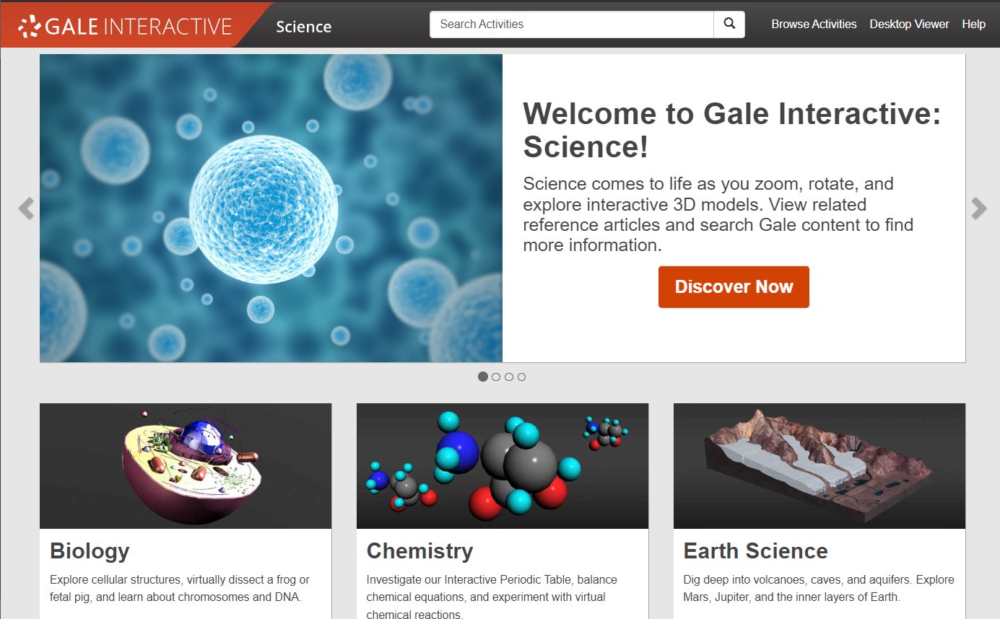 GALE INTERACTIVE
Science
Search Activities
Browse Activities
Desktop Viewer
Help
Welcome to Gale Interactive:
Science!
Science comes to life as you zoom, rotate, and
explore interactive 3D models. View related
reference articles and search Gale content to find
more information.
Discover Now
Biology
Explore cellular structures, virtually dissect a frog or
fetal pig, and learn about chromosomes and DNA.
Chemistry
Investigate our Interactive Periodic Table, balance
chemical equations, and experiment with virtual
chemical reactions.
Earth Science
Dig deep into volcanoes, caves, and aquifers. Explore
Mars, Jupiter, and the inner layers of Earth.